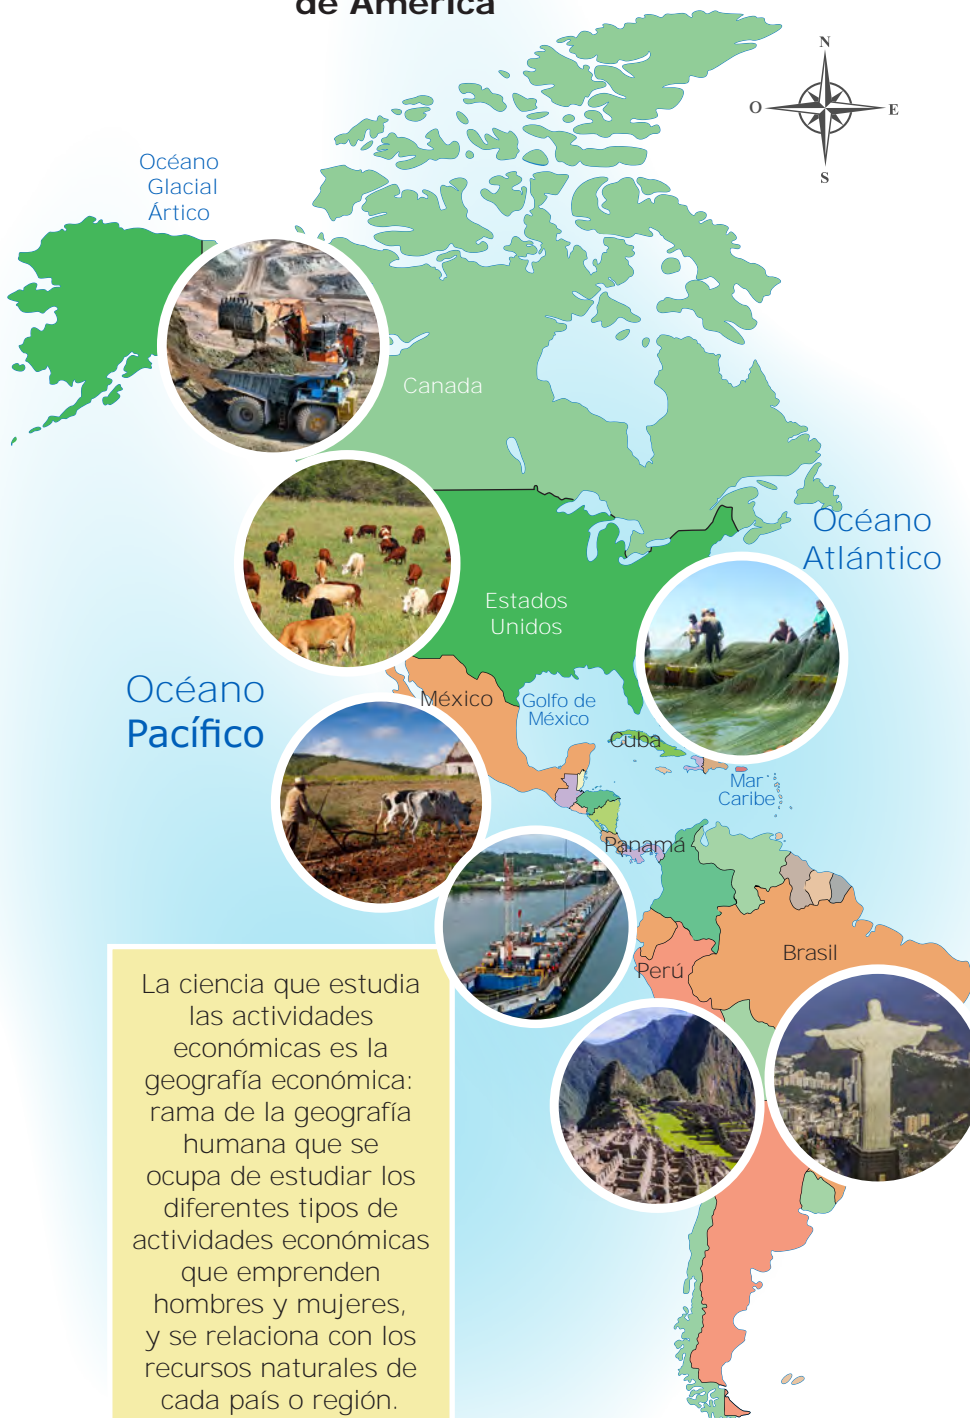 de América
N
O
E
S
Océano
Glacial
Ártico
Canada
Océano
Atlántico
Estados
Unidos
Océano
Pacífico
México
Golfo de
México
Cuba
Mar
Caribe
Panamá
Brasil
Perú
La ciencia que estudia
las actividades
económicas es la
geografía económica:
rama de la geografía
humana que se
ocupa de estudiar los
diferentes tipos de
actividades económicas
que emprenden
hombres y mujeres,
y se relaciona con los
recursos naturales de
cada país o región.